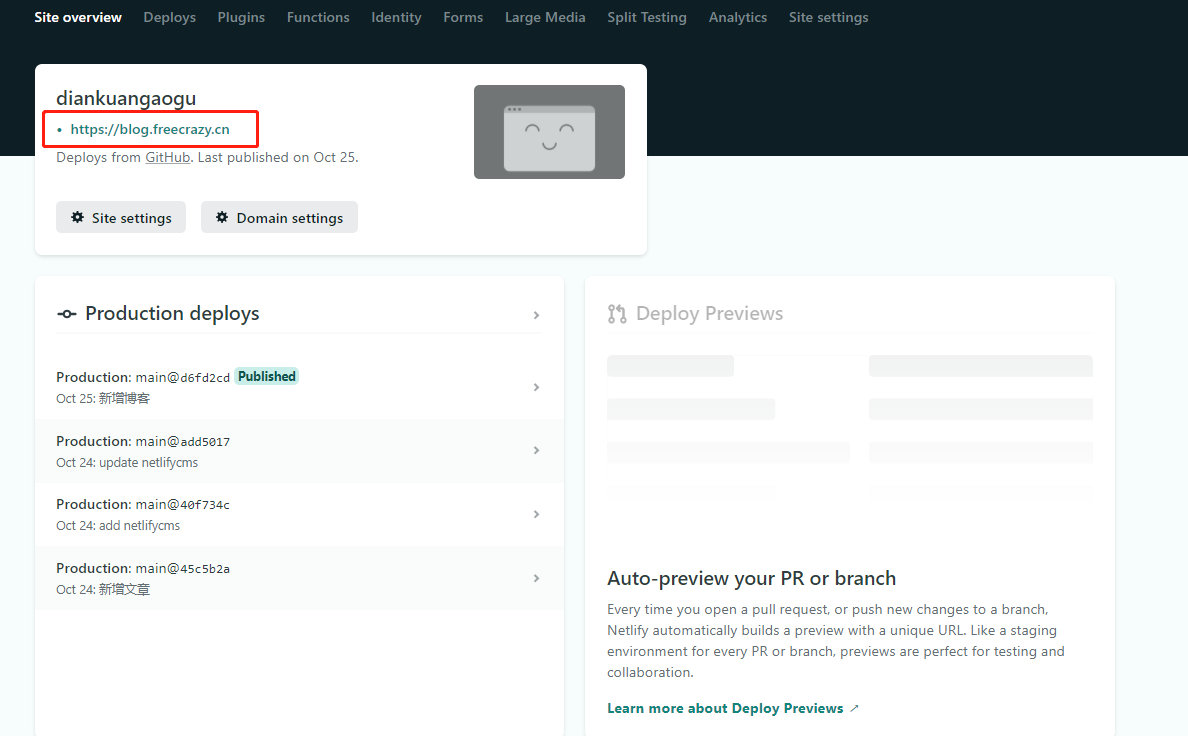 Site overview Deploys Plugins Functions Identity Forms Large Media Split Testing Analytics Site settings
diankuangaogu
• https://blog.freecrazy.cn
Deploys from GitHub. Last published on Oct 25.
Site settings Domain settings
Production deploys
Production: main@d6fd2cd Published
Oct 25: 新增博客
Production: main@add5017
Oct 24: update netlifycms
Production: main@40f734c
Oct 24: add netlifycms
Production: main@45c5b2a
Oct 24: 新增文章
Deploy Previews
Auto-preview your PR or branch
Every time you open a pull request, or push new changes to a branch,
Netlify automatically builds a preview with a unique URL. Like a staging
environment for every PR or branch, previews are perfect for testing and
collaboration.
Learn more about Deploy Previews ↗